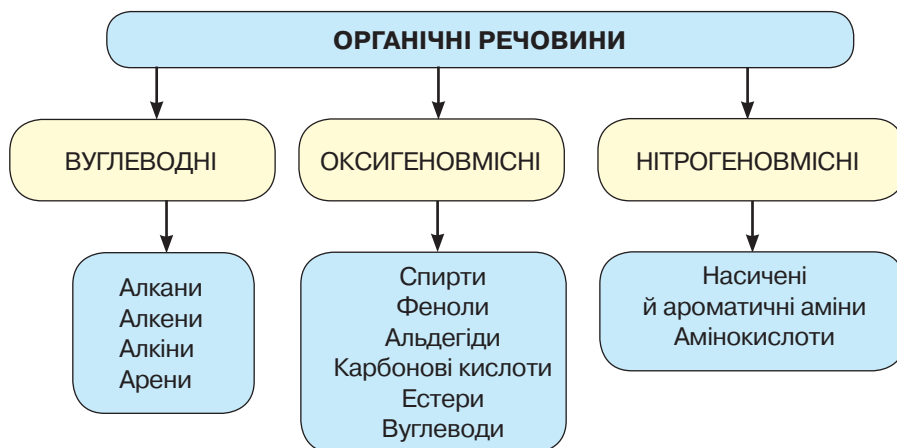 ОРГАНІЧНІ РЕЧОВИНИ
ВУГЛЕВОДНІ
ОКСИГЕНОВМІСНІ
НІТРОГЕНОВМІСНІ
Алкани
Алкени
Алкіни
Арени
Спирти
Феноли
Альдегіди
Карбонові кислоти
Естери
Вуглеводи
Насичені
й ароматичні аміни
Амінокислоти